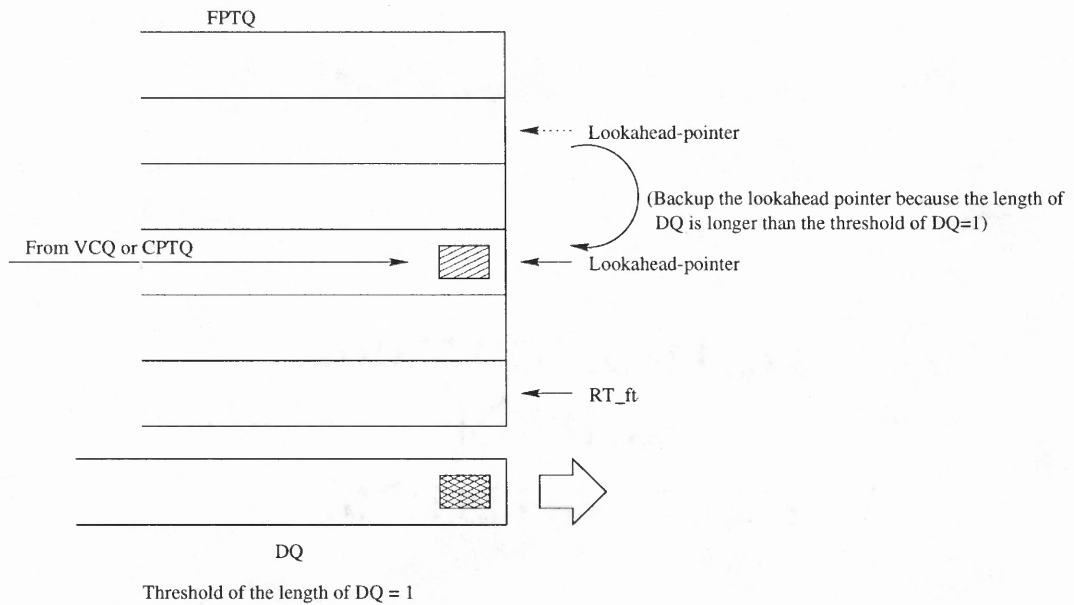 FPTQ
Lookahead-pointer
(Backup the lookahead pointer because the length of
DQ is longer than the threshold of DQ=1)
From VCQ or CPTQ
Lookahead-pointer
RT_ft
DQ
Threshold of the length of DQ = 1